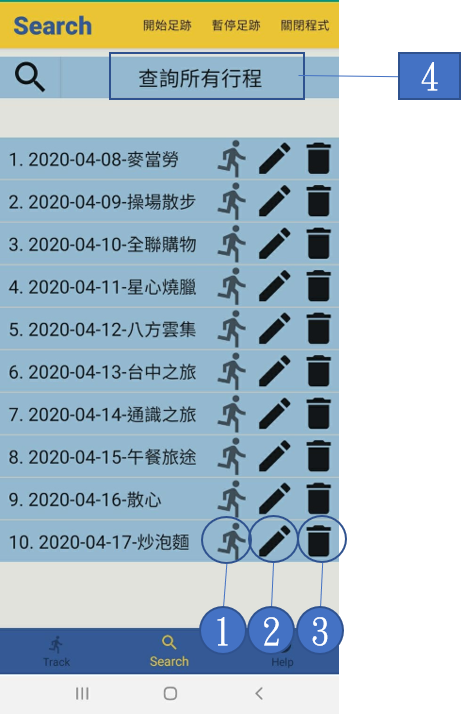 Search 開始足跡 暫停足跡 關閉程式
查詢所有行程 4
1. 2020-04-08-麥當勞
2. 2020-04-09-操場散步
3. 2020-04-10-全聯購物
4. 2020-04-11-星心燒臘
5. 2020-04-12-八方雲集
6. 2020-04-13-台中之旅
7. 2020-04-14-通識之旅
8. 2020-04-15-午餐旅途
9. 2020-04-16-散心
10. 2020-04-17-炒泡麵
1 2 3
Track Search Help